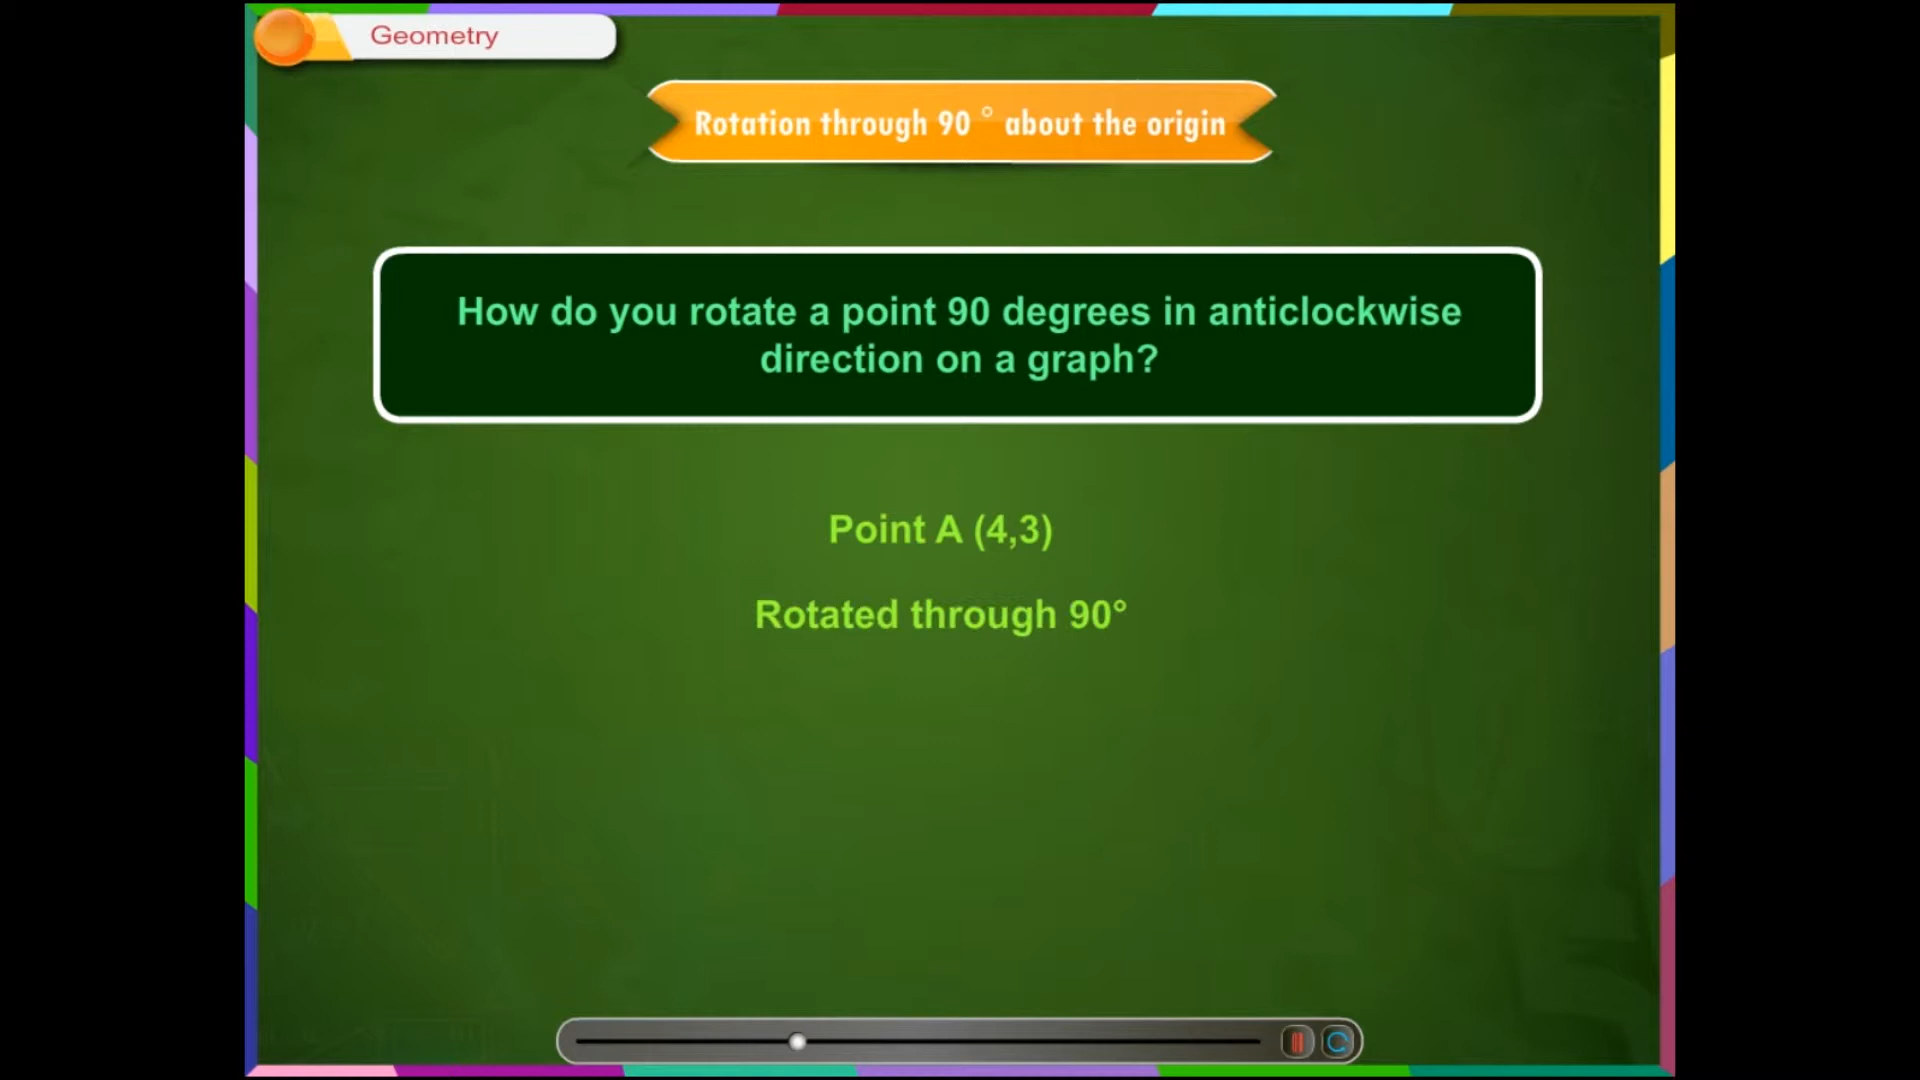 Geometry
Rotation through 90 ° about the origin
How do you rotate a point 90 degrees in anticlockwise
direction on a graph?
Point A (4,3)
Rotated through 90°